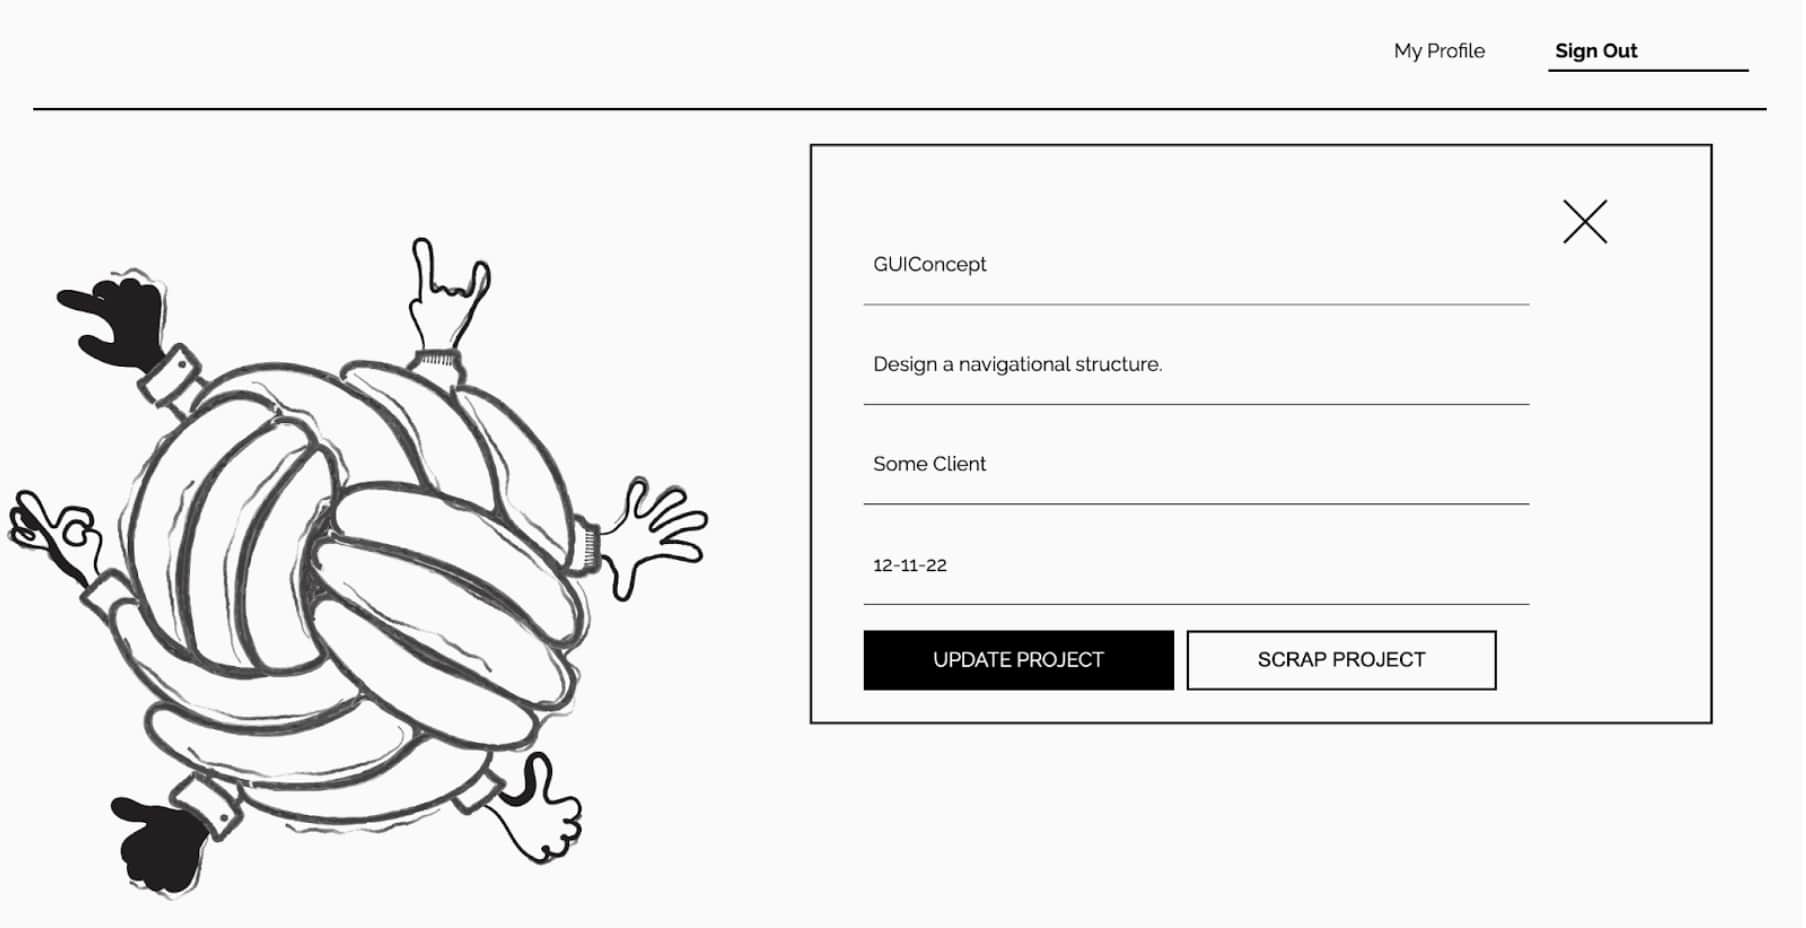 My Profile
Sign Out
GUIConcept
Design a navigational structure.
Some Client
12-11-22
UPDATE PROJECT
SCRAP PROJECT